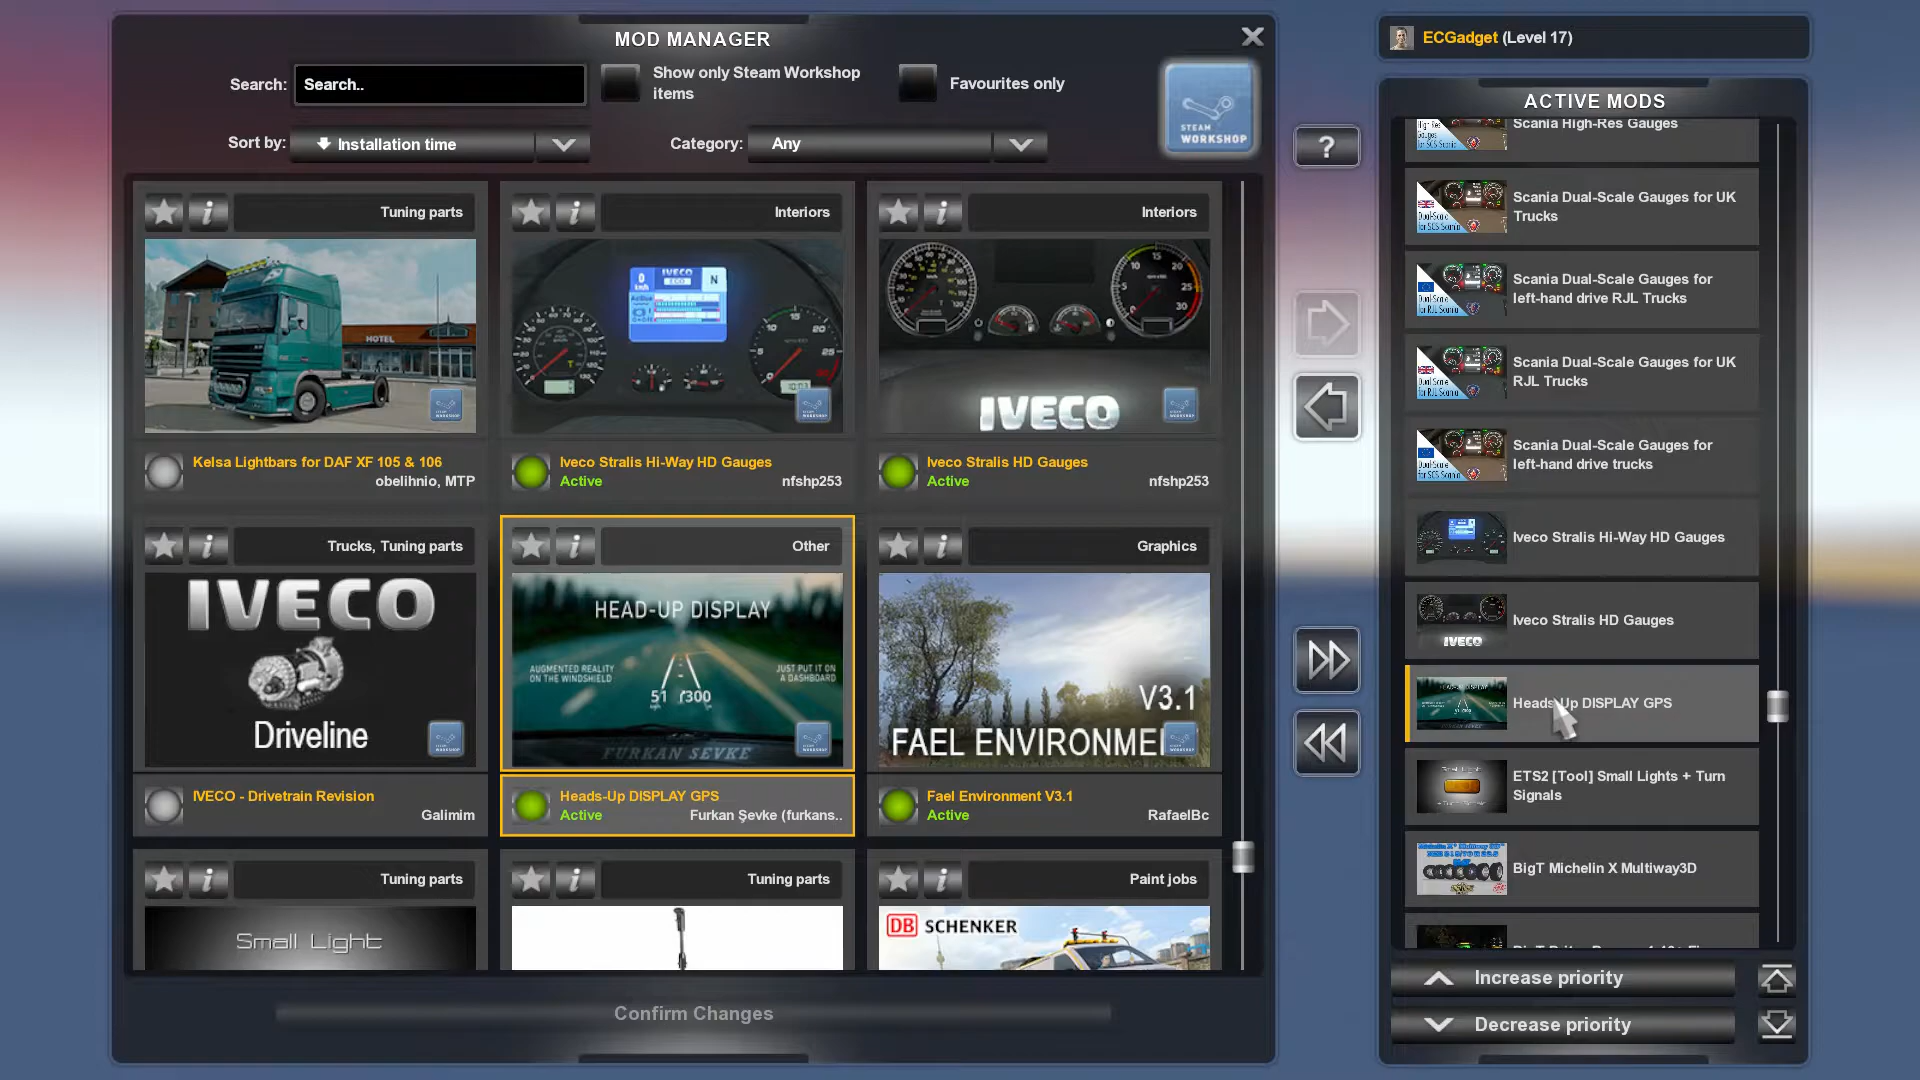 MOD MANAGER
Search:
Search..
Show only Steam Workshop
items
Favourites only
STEAM
WORKSHOP
Sort by:
Installation time
Category:
Any
Tuning parts
Interiors
Interiors
HOTEL
IVECO
ECO
N
0
km/h
IVECO
Kelsa Lightbars for DAF XF 105 & 106
obelihnio, MTP
Iveco Stralis Hi-Way HD Gauges
Active
nfshp253
Iveco Stralis HD Gauges
Active
nfshp253
Trucks, Tuning parts
Other
Graphics
IVECO
Driveline
HEAD-UP DISPLAY
AUGMENTED REALITY
ON THE WINDSHIELD
JUST PUT IT ON
A DASHBOARD
51
300
FURKAN SEVKE
V3.1
FAEL ENVIRONME
IVECO - Drivetrain Revision
Galimim
Heads-Up DISPLAY GPS
Active
Furkan Şevke (furkans..
Fael Environment V3.1
Active
RafaelBc
Tuning parts
Tuning parts
Paint jobs
Small Light
DB SCHENKER
Confirm Changes
?
ECGadget (Level 17)
ACTIVE MODS
Scania High-Res Gauges
Scania Dual-Scale Gauges for UK
Trucks
Scania Dual-Scale Gauges for
left-hand drive RJL Trucks
Scania Dual-Scale Gauges for UK
RJL Trucks
Scania Dual-Scale Gauges for
left-hand drive trucks
Iveco Stralis Hi-Way HD Gauges
Iveco Stralis HD Gauges
IVECO
Heads-Up DISPLAY GPS
ETS2 [Tool] Small Lights + Turn
Signals
BigT Michelin X Multiway3D
Increase priority
Decrease priority